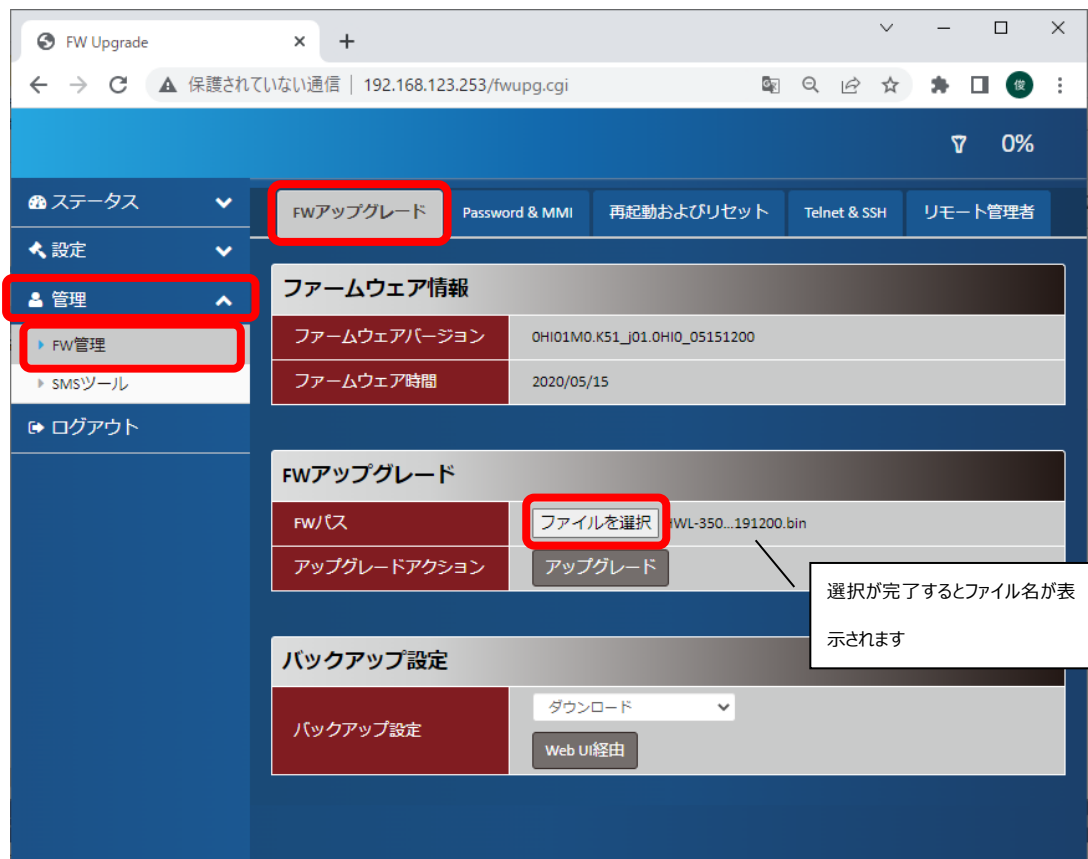 FW Upgrade
保護されていない通信 | 192.168.123.253/fwupg.cgi
俊
0%
ステータス
設定
管理
FW管理
SMSツール
ログアウト
FWアップグレード
Password & MMI
再起動およびリセット
Telnet & SSH
リモート管理者
ファームウェア情報
ファームウェアバージョン 0HI01M0.K51_j01.0HI0_05151200
ファームウェア時間 2020/05/15
FWアップグレード
FWパス ファイルを選択 HWL-350...191200.bin
アップグレードアクション アップグレード
選択が完了するとファイル名が表
示されます
バックアップ設定
バックアップ設定
ダウンロード
Web UI経由